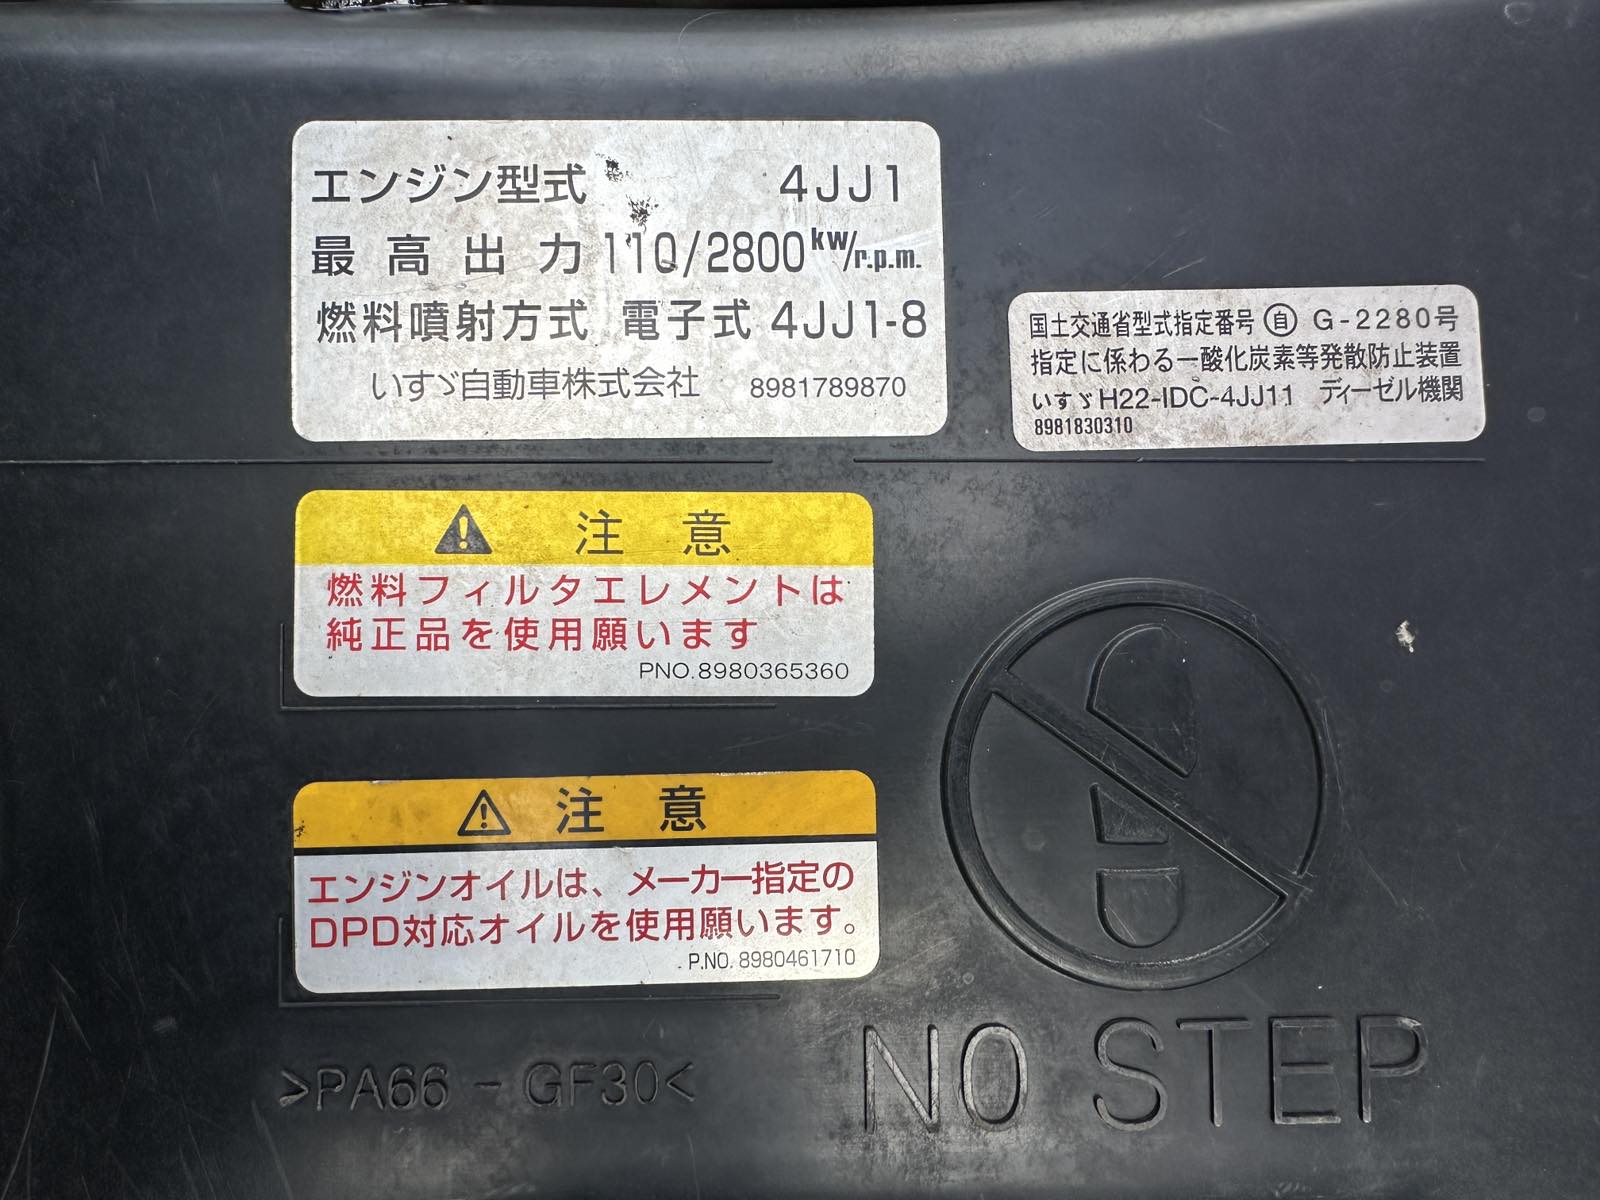 エンジン型式 4JJ1
最高出力 110/2800kW/r.p.m.
燃料噴射方式 電子式 4JJ1-8
いすゞ自動車株式会社 8981789870
国土交通省型式指定番号 自 G-2280号
指定に係わる一酸化炭素等発散防止装置
いすゞH22-IDC-4JJ11 ディーゼル機関
8981830310
⚠ 注意
燃料フィルタエレメントは
純正品を使用願います
PNO.8980365360
⚠ 注意
エンジンオイルは、メーカー指定の
DPD対応オイルを使用願います。
P.NO. 8980461710
>PA66-GF30<
NO STEP